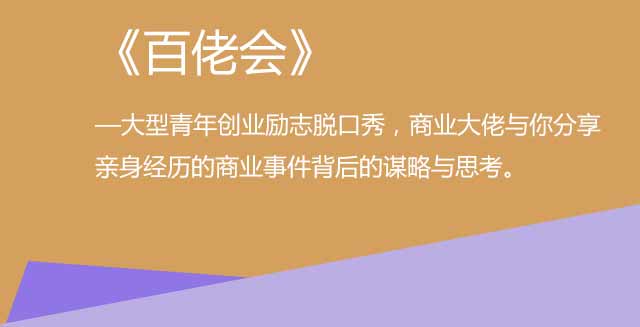 《百佬会》
—大型青年创业励志脱口秀，商业大佬与你分享
亲身经历的商业事件背后的谋略与思考。